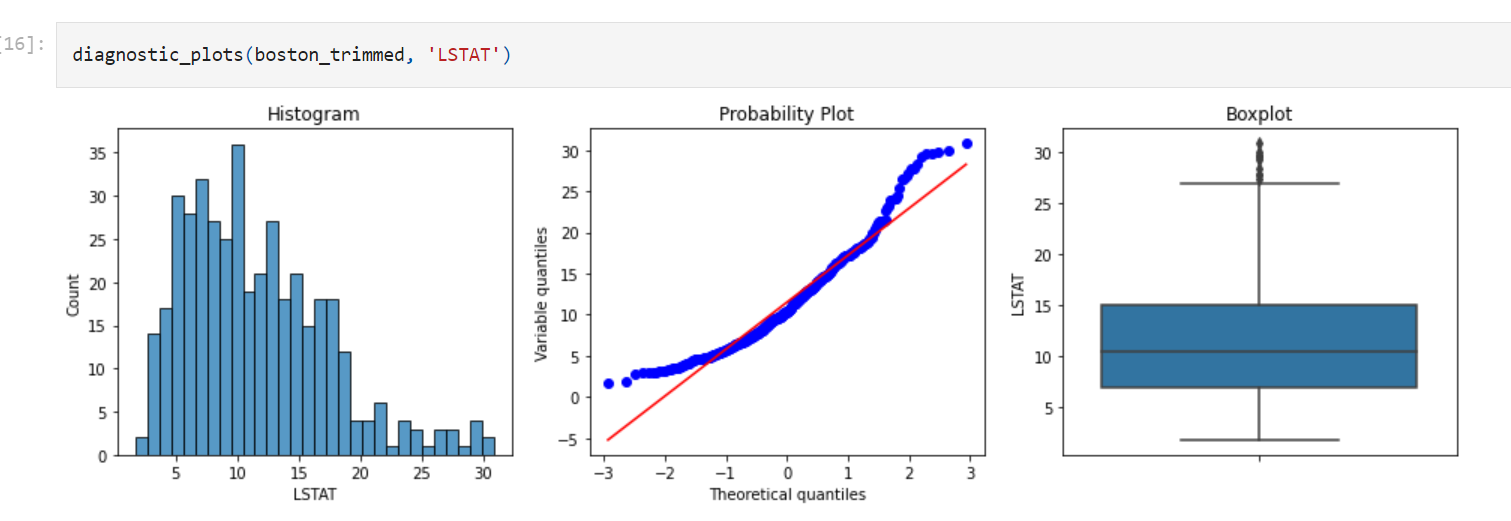 [16]:
diagnostic_plots(boston_trimmed, 'LSTAT')
Histogram
35
30
25
20
15
10
5
0
Count
5 10 15 20 25 30
LSTAT
Probability Plot
30
25
20
15
10
5
0
−5
Variable quantiles
−3 −2 −1 0 1 2 3
Theoretical quantiles
Boxplot
30
25
20
15
10
5
LSTAT